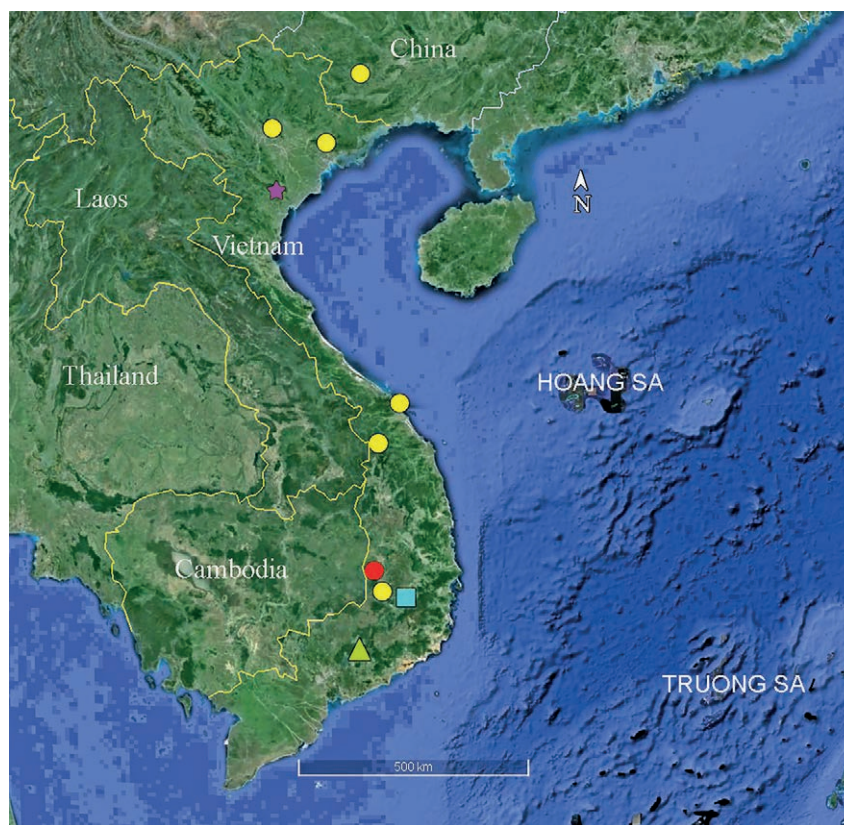 China
N
Laos
Vietnam
HOANG SA
Thailand
Cambodia
TRUONG SA
500 km